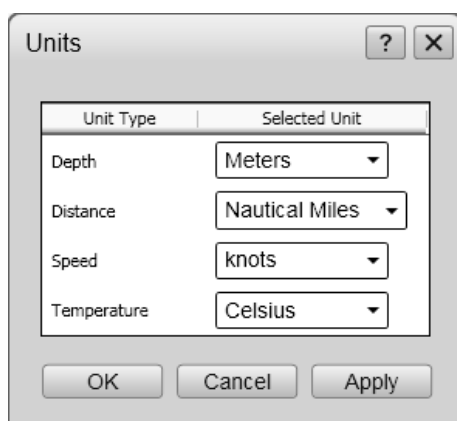 Units ? X
Unit Type Selected Unit
Depth Meters
Distance Nautical Miles
Speed knots
Temperature Celsius
OK Cancel Apply